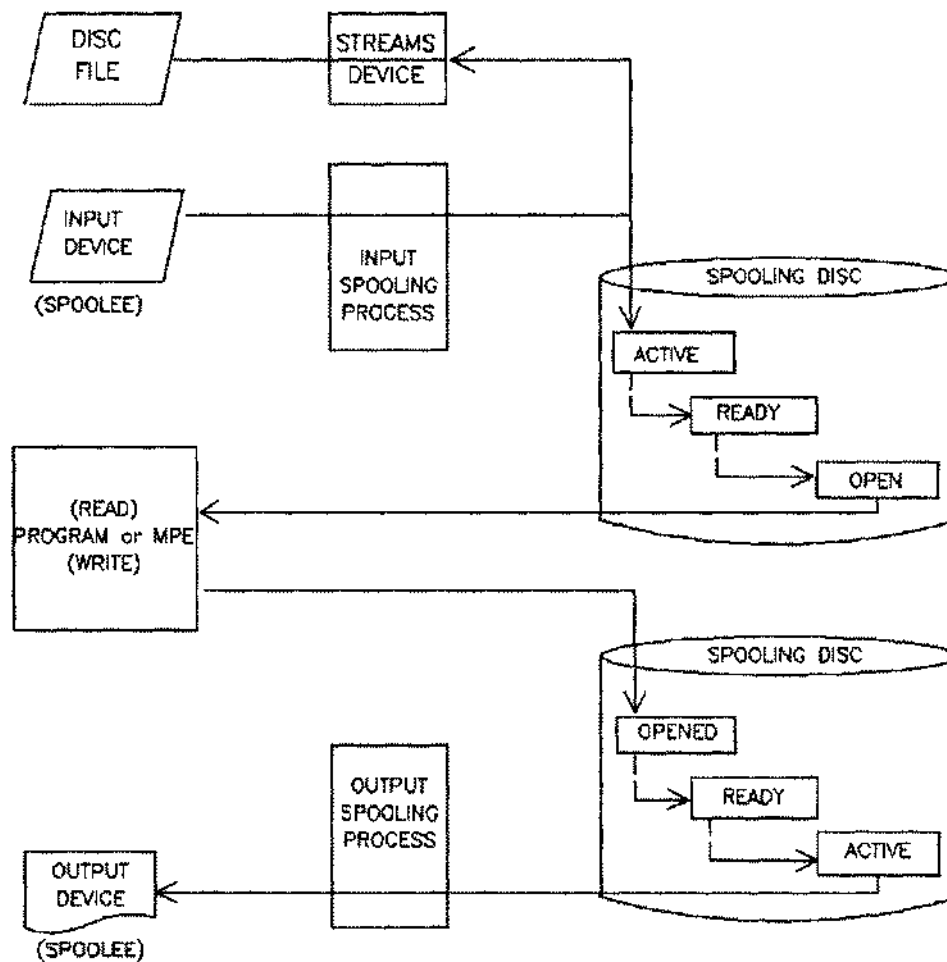 DISC
FILE
STREAMS
DEVICE
INPUT
DEVICE
(SPOOLEE)
INPUT
SPOOLING
PROCESS
SPOOLING DISC
ACTIVE
READY
OPEN
(READ)
PROGRAM or MPE
(WRITE)
SPOOLING DISC
OPENED
READY
ACTIVE
OUTPUT
SPOOLING
PROCESS
OUTPUT
DEVICE
(SPOOLEE)